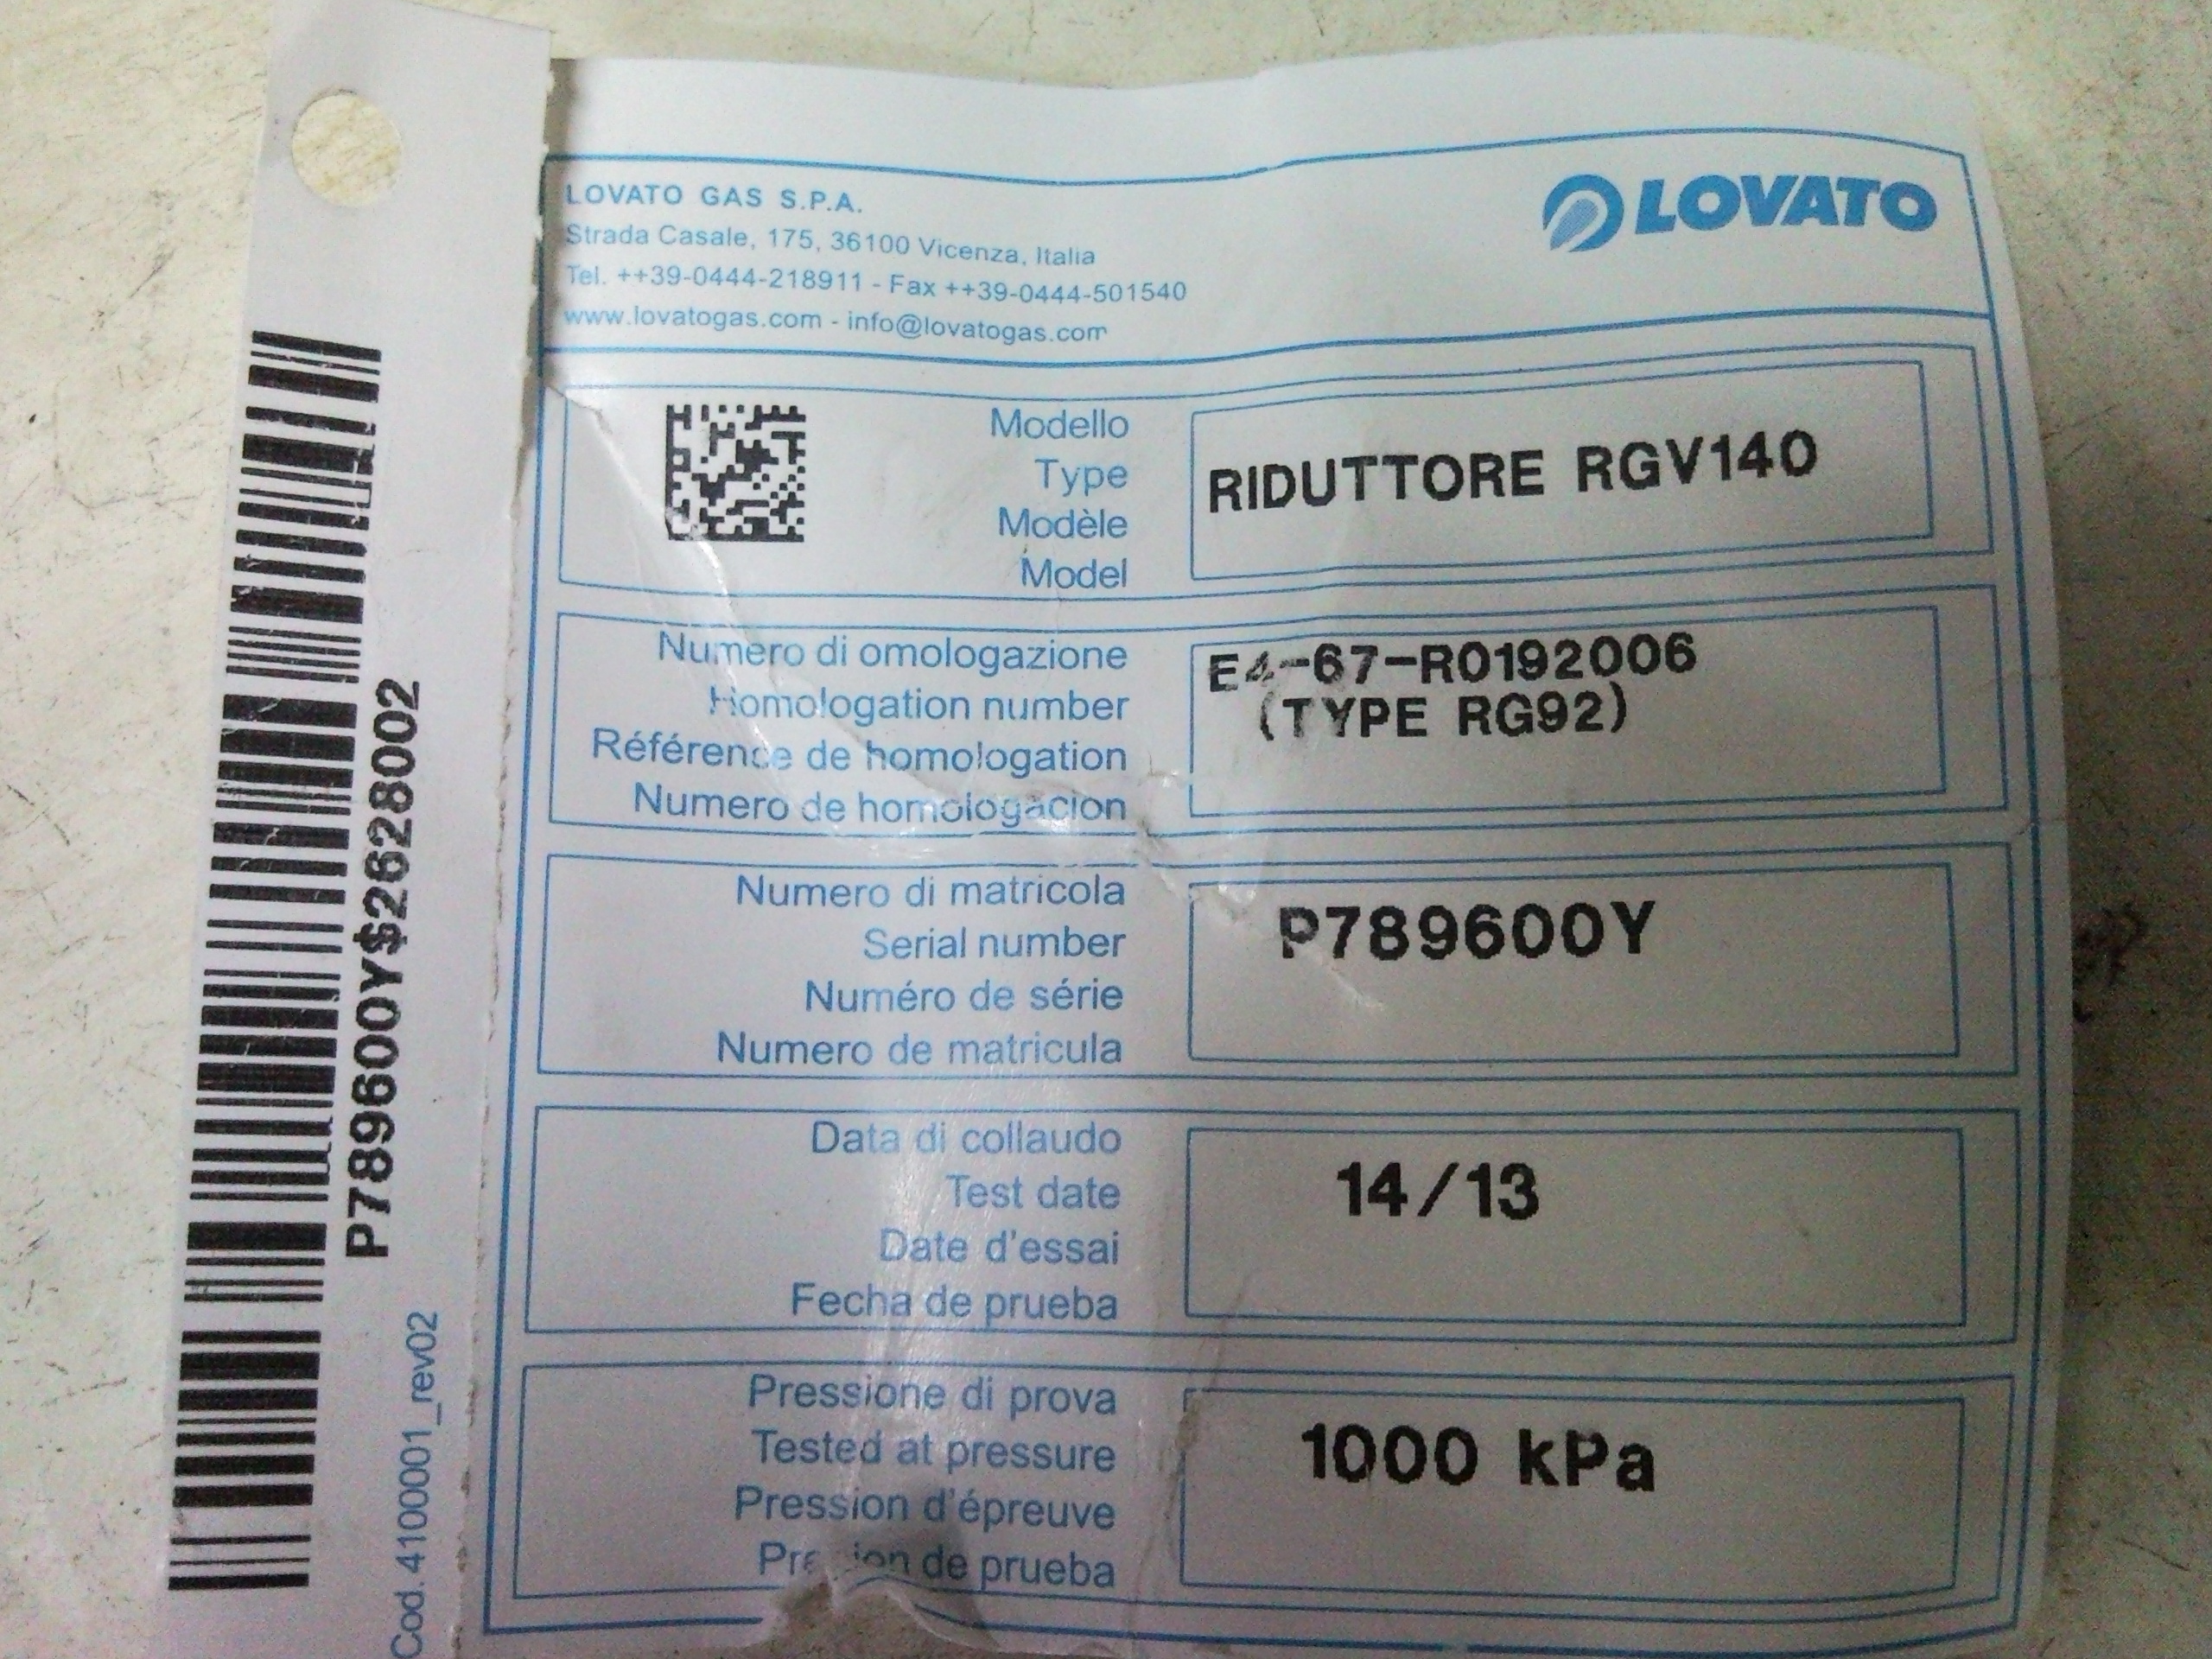 LOVATO GAS S.P.A.
Strada Casale, 175, 36100 Vicenza, Italia
Tel. ++39-0444-218911 - Fax ++39-0444-501540
www.lovatogas.com - info@lovatogas.com
LOVATO
Modello
Type
Modèle
Model
RIDUTTORE RGV140
Numero di omologazione
Homologation number
Référence de homologation
Numero de homologacion
E4-67-R0192006
(TYPE RG92)
Numero di matricola
Serial number
Numéro de série
Numero de matricula
P789600Y
Data di collaudo
Test date
Date d'essai
Fecha de prueba
14/13
Pressione di prova
Tested at pressure
Pression d'épreuve
Presion de prueba
1000 kPa
P789600Y$2628002
Cod. 4100001_rev02